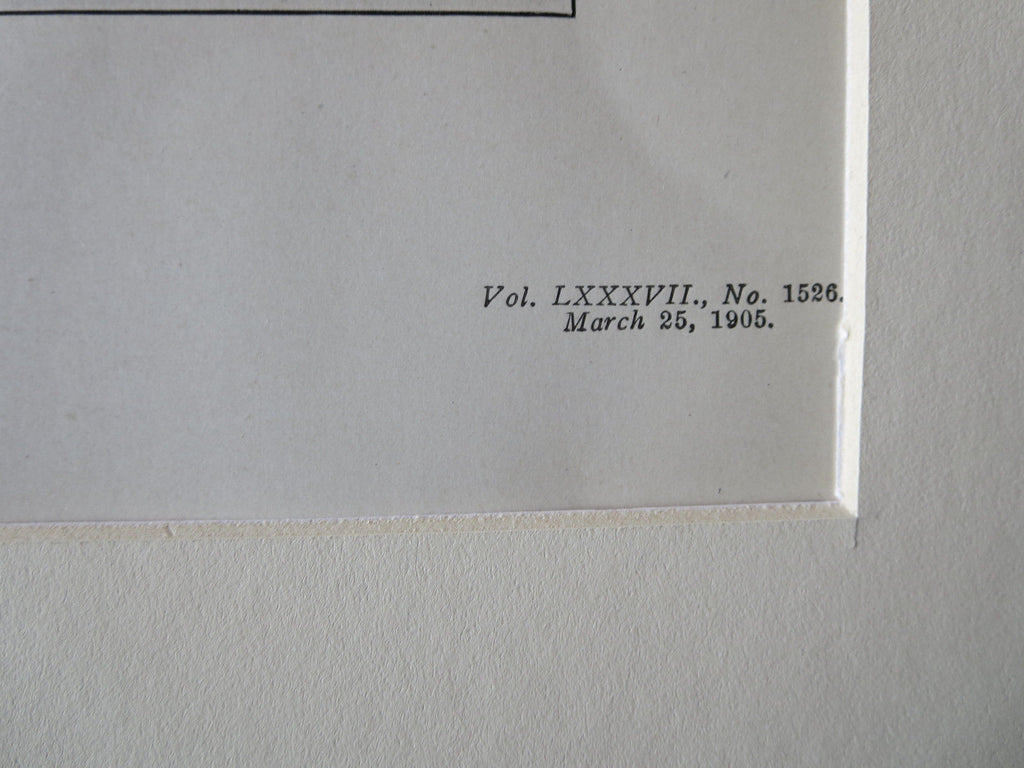 Vol. LXXXVII., No. 1526.
March 25, 1905.